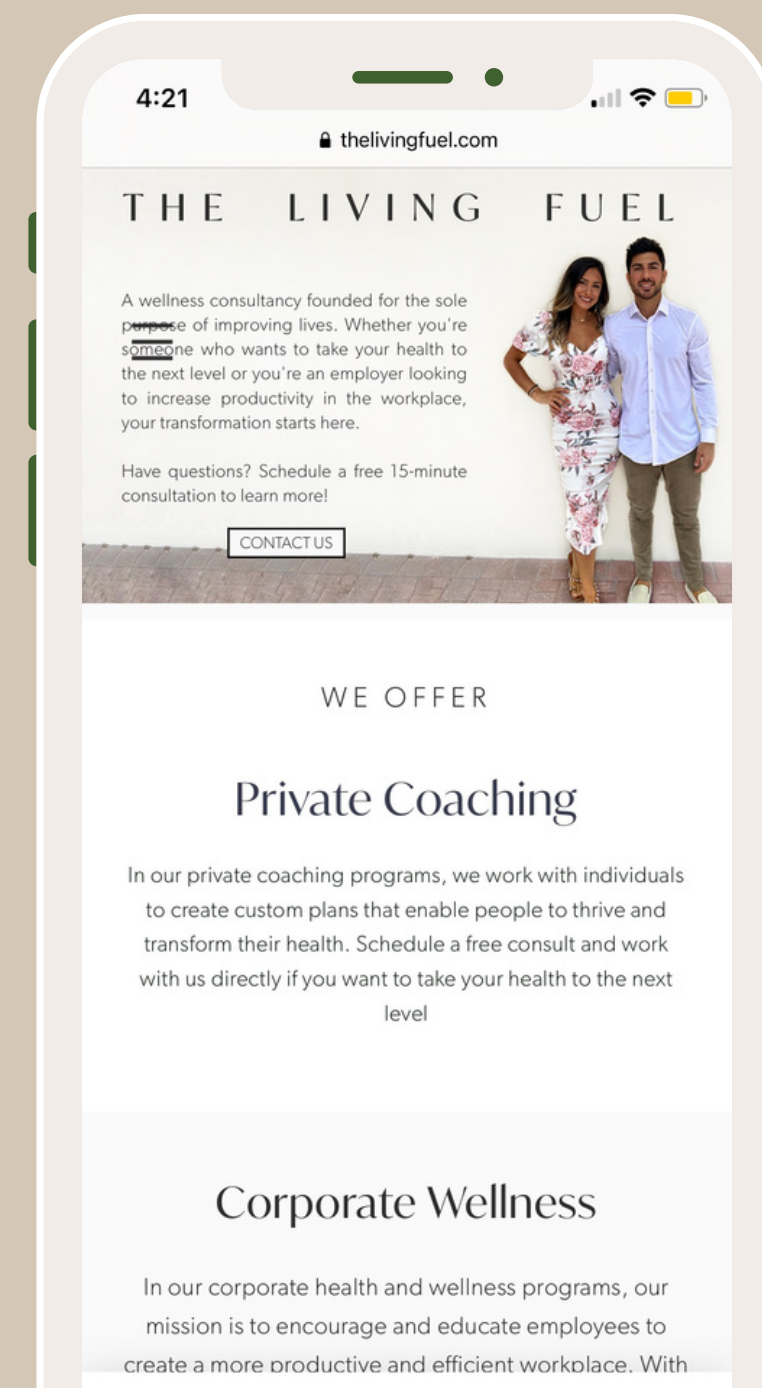 4:21
thelivingfuel.com
THE LIVING FUEL
A wellness consultancy founded for the sole
purpose of improving lives. Whether you're
someone who wants to take your health to
the next level or you're an employer looking
to increase productivity in the workplace,
your transformation starts here.
Have questions? Schedule a free 15-minute
consultation to learn more!
CONTACT US
WE OFFER
Private Coaching
In our private coaching programs, we work with individuals
to create custom plans that enable people to thrive and
transform their health. Schedule a free consult and work
with us directly if you want to take your health to the next
level
Corporate Wellness
In our corporate health and wellness programs, our
mission is to encourage and educate employees to
create a more productive and efficient workplace. With